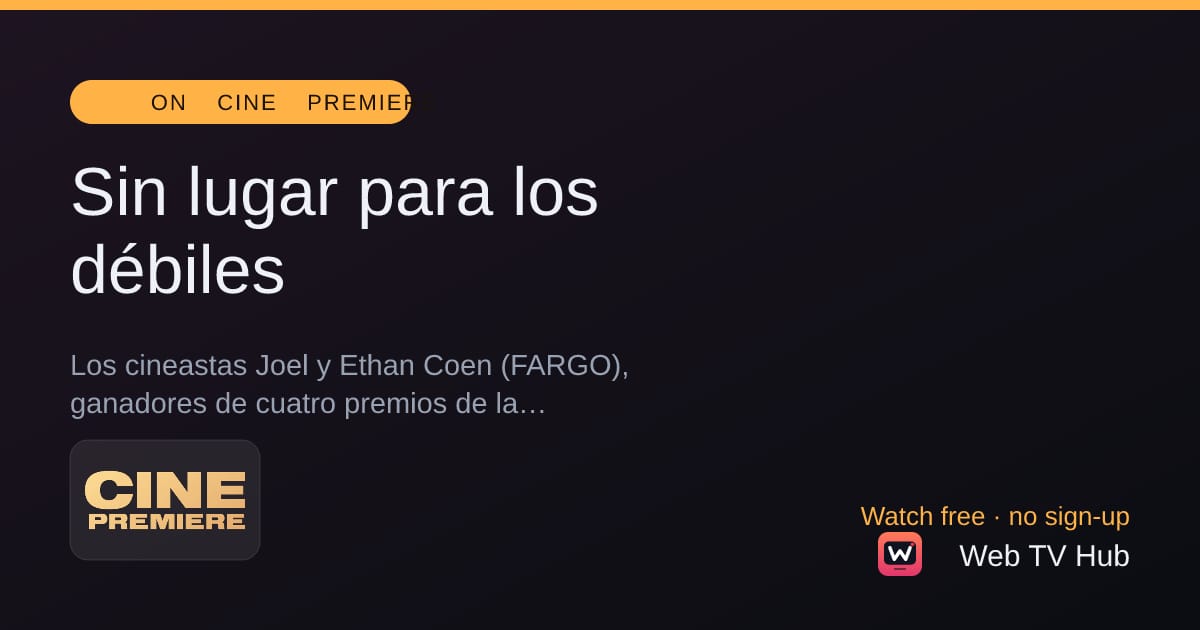 ON CINE PREMIERE
Sin lugar para los
débiles
Los cineastas Joel y Ethan Coen (FARGO),
ganadores de cuatro premios de la…
CINE
PREMIERE
Watch free · no sign-up
W
Web TV Hub